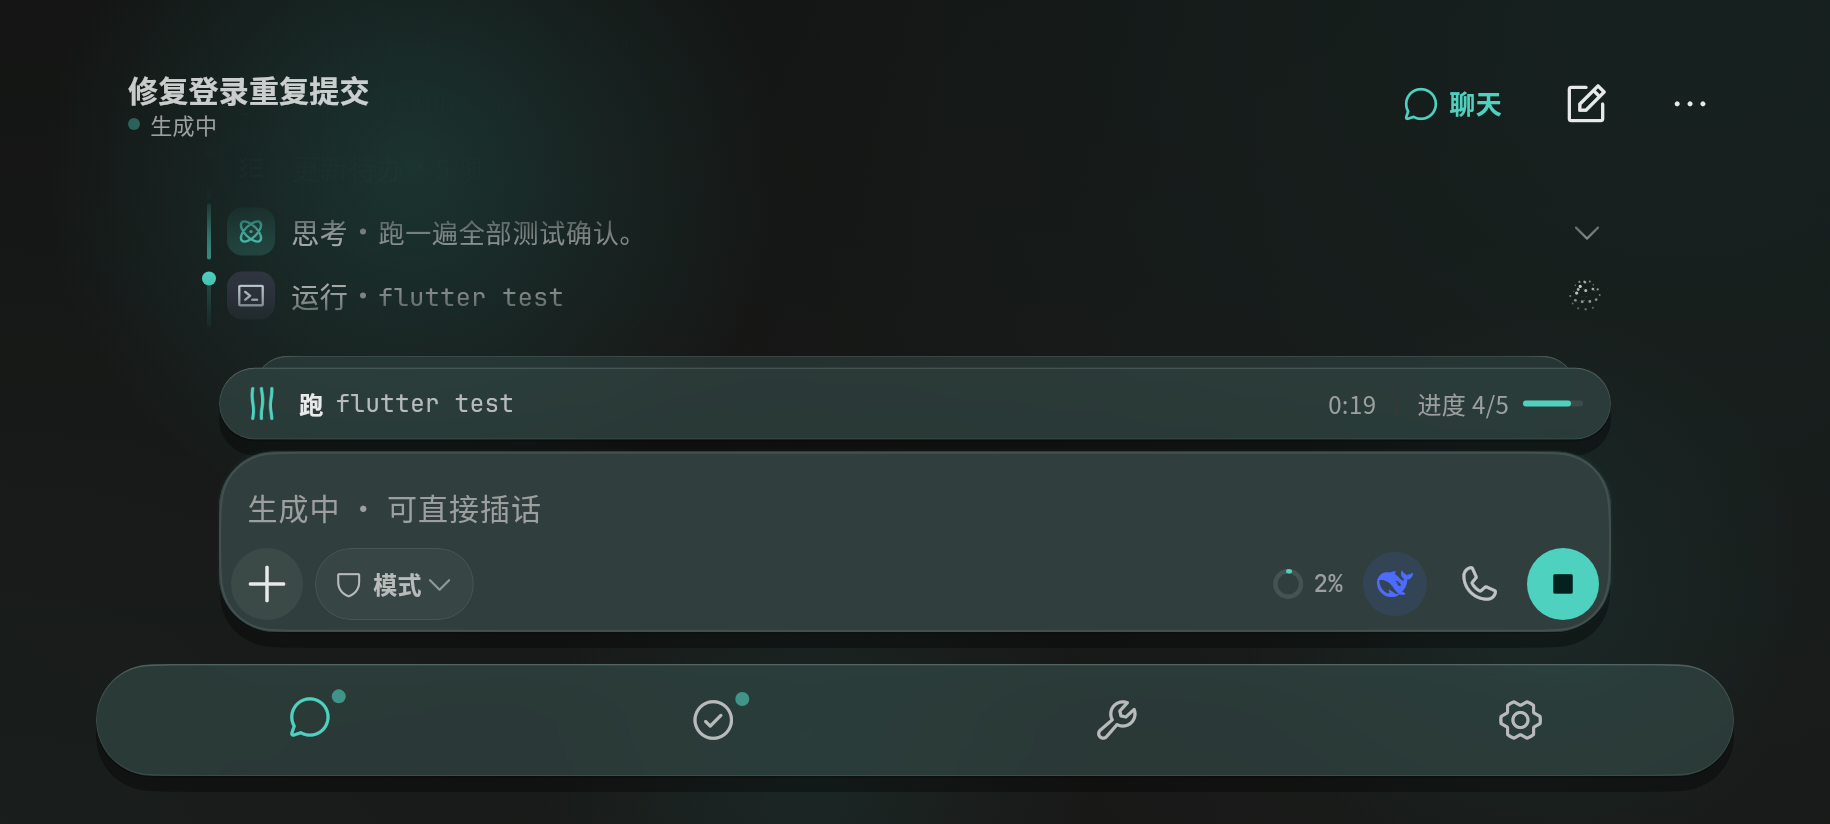 修复登录重复提交
聊天
生成中
思考・跑一遍全部测试确认。
运行・flutter test
跑 flutter test
0:19
进度 4/5
生成中 · 可直接插话
模式
2%